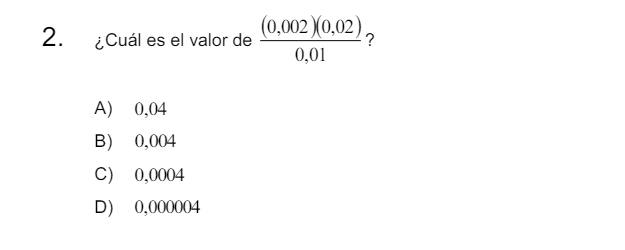 2. ¿Cuál es el valor de (0,002)(0,02) / 0,01 ?
A) 0,04
B) 0,004
C) 0,0004
D) 0,000004